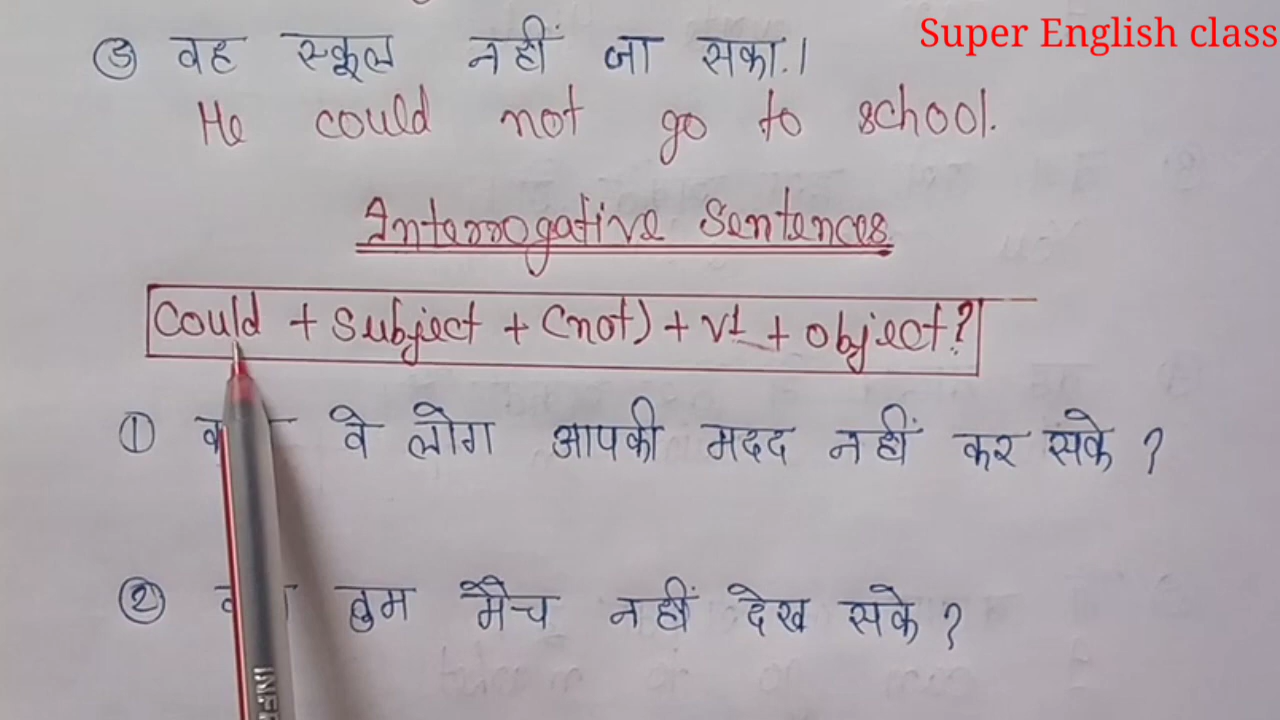 Super English class
③ वह स्कूल नहीं जा सका।
He could not go to school.
Interrogative Sentences
Could + Subject + (not) + V1 + Object?
① वे लोग आपकी मदद नहीं कर सके ?
② तुम मैच नहीं देख सके ?